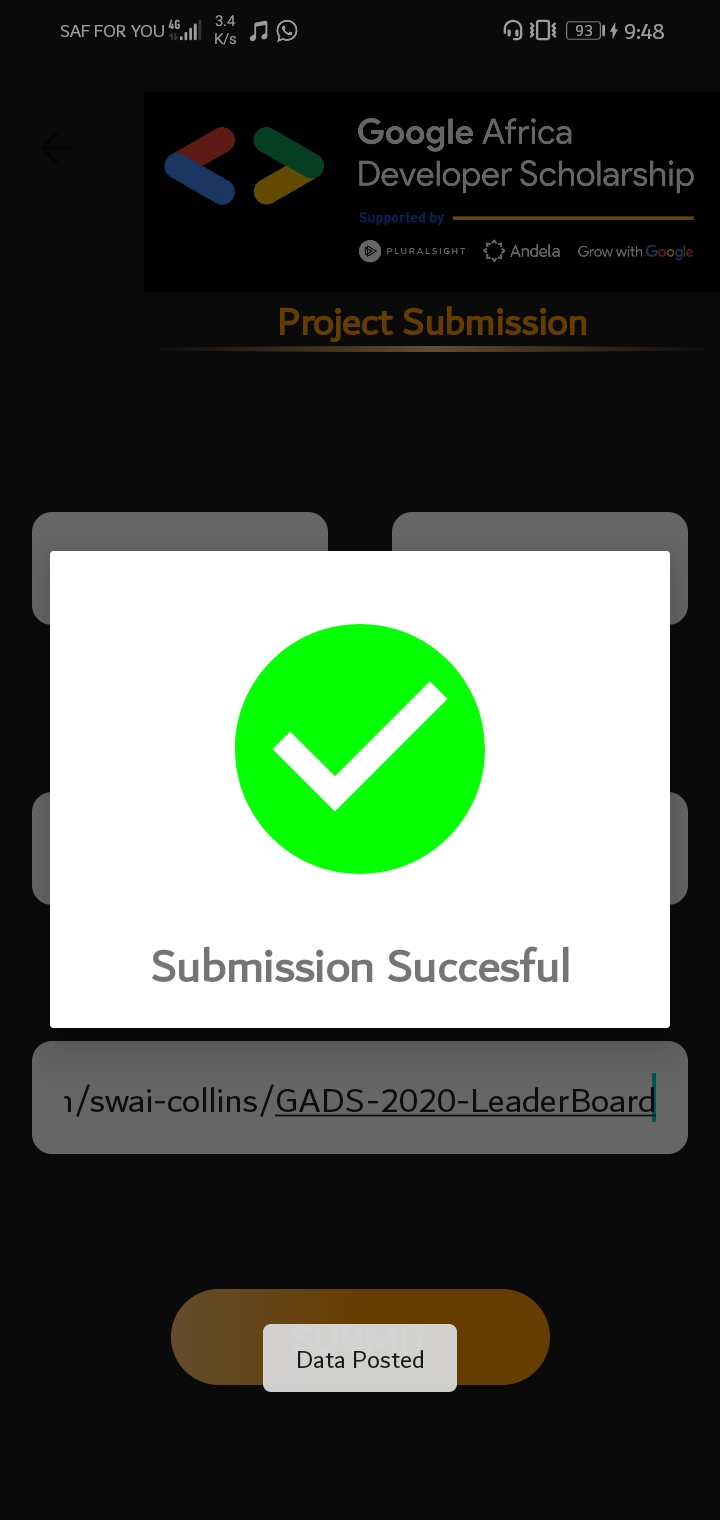 SAF FOR YOU 4G 3.4 K/s 93 9:48
Google Africa
Developer Scholarship
Supported by
PLURALSIGHT Andela Grow with Google
Project Submission
Submission Succesful
/swai-collins/GADS-2020-LeaderBoard
Data Posted